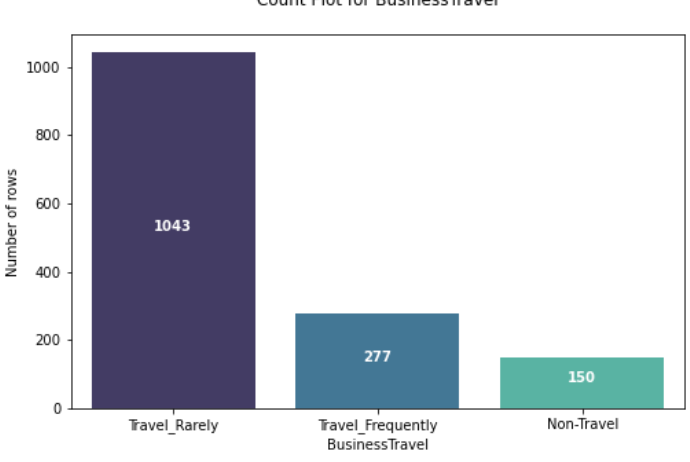 Count Plot for BusinessTravel
Number of rows
1000
800
600
400
200
0
1043
277
150
Travel_Rarely
Travel_Frequently
Non-Travel
BusinessTravel